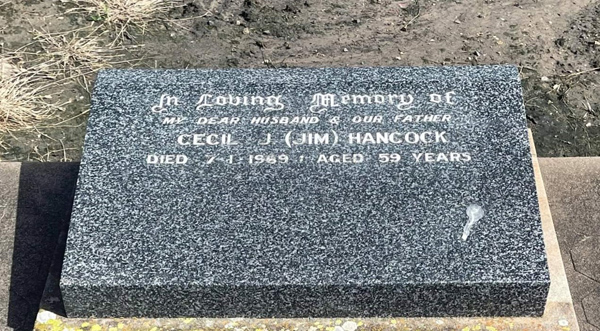 In Loving Memory of
MY DEAR HUSBAND & OUR FATHER
CECIL J (JIM) HANCOCK
DIED 7-1-1969 : AGED 59 YEARS